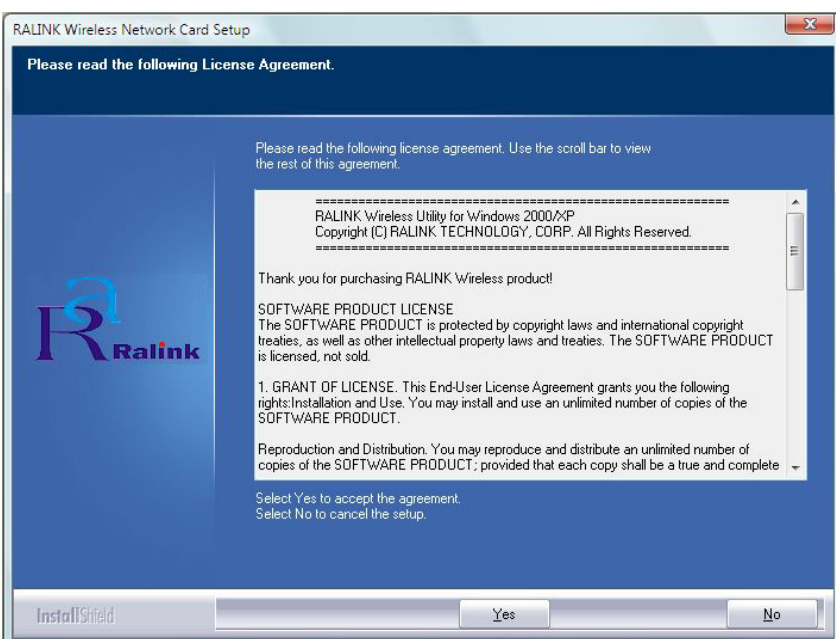 RALINK Wireless Network Card Setup
Please read the following License Agreement.
Please read the following license agreement. Use the scroll bar to view
the rest of this agreement.
============================================================
RALINK Wireless Utility for Windows 2000/XP
Copyright (C) RALINK TECHNOLOGY, CORP. All Rights Reserved.
============================================================
Thank you for purchasing RALINK Wireless product!
SOFTWARE PRODUCT LICENSE
The SOFTWARE PRODUCT is protected by copyright laws and international copyright
treaties, as well as other intellectual property laws and treaties. The SOFTWARE PRODUCT
is licensed, not sold.
1. GRANT OF LICENSE. This End-User License Agreement grants you the following
rights:Installation and Use. You may install and use an unlimited number of copies of the
SOFTWARE PRODUCT.
Reproduction and Distribution. You may reproduce and distribute an unlimited number of
copies of the SOFTWARE PRODUCT; provided that each copy shall be a true and complete
Ra
Ralink
Select Yes to accept the agreement.
Select No to cancel the setup.
InstallShield
Yes
No